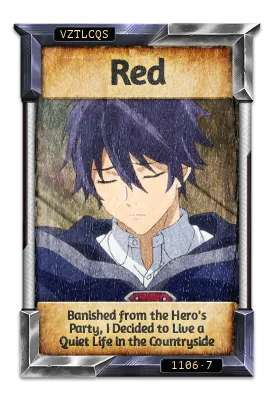 VZTLCQS
Red
Banished from the Hero's
Party, I Decided to Live a
Quiet Life in the Countryside
1106·7